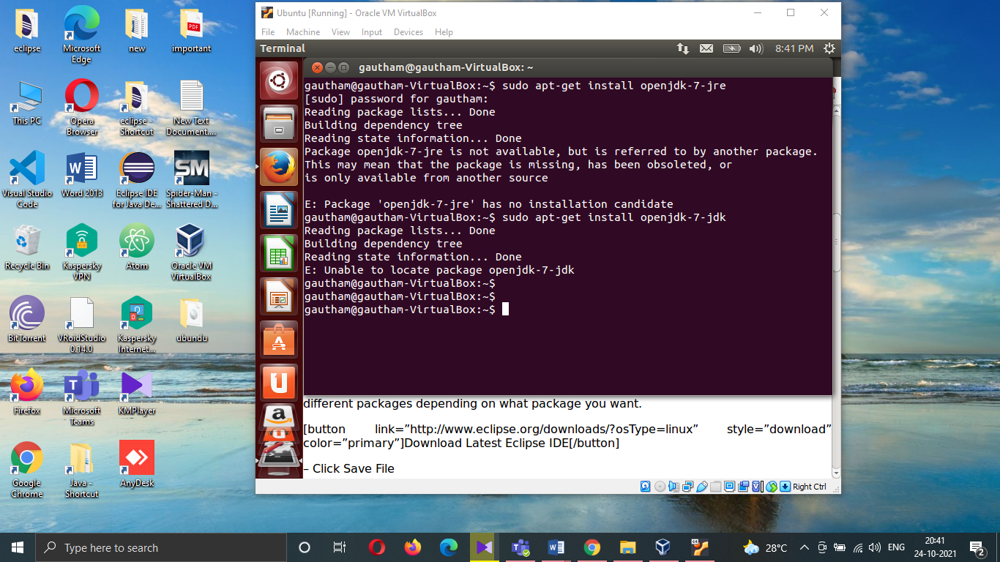 eclipse
Microsoft
Edge
new
important
This PC
Opera
Browser
eclipse -
Shortcut
New Text
Document....
Visual Studio
Code
Word 2013
Eclipse IDE
for Java De...
Spider-Man -
Shattered D...
Recycle Bin
Kaspersky
VPN
Atom
Oracle VM
VirtualBox
BitTorrent
VRoidStudio
0.14.0
Kaspersky
Internet...
ubundu
Firefox
Microsoft
Teams
KMPlayer
Google
Chrome
Java -
Shortcut
AnyDesk
Ubuntu [Running] - Oracle VM VirtualBox
File Machine View Input Devices Help
Terminal 8:41 PM
gautham@gautham-VirtualBox: ~
gautham@gautham-VirtualBox:~$ sudo apt-get install openjdk-7-jre
[sudo] password for gautham:
Reading package lists... Done
Building dependency tree
Reading state information... Done
Package openjdk-7-jre is not available, but is referred to by another package.
This may mean that the package is missing, has been obsoleted, or
is only available from another source
E: Package 'openjdk-7-jre' has no installation candidate
gautham@gautham-VirtualBox:~$ sudo apt-get install openjdk-7-jdk
Reading package lists... Done
Building dependency tree
Reading state information... Done
E: Unable to locate package openjdk-7-jdk
gautham@gautham-VirtualBox:~$
gautham@gautham-VirtualBox:~$
gautham@gautham-VirtualBox:~$
different packages depending on what package you want.
[button link=”http://www.eclipse.org/downloads/?osType=linux” style=”download”
color=”primary”]Download Latest Eclipse IDE[/button]
– Click Save File
Right Ctrl
Type here to search
28°C ENG 20:41
24-10-2021
2